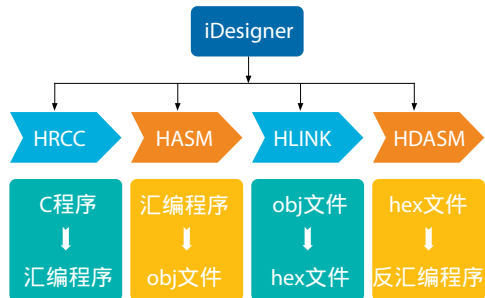 iDesigner
HRCC
HASM
HLINK
HDASM
C程序
汇编程序
汇编程序
obj文件
obj文件
hex文件
hex文件
反汇编程序